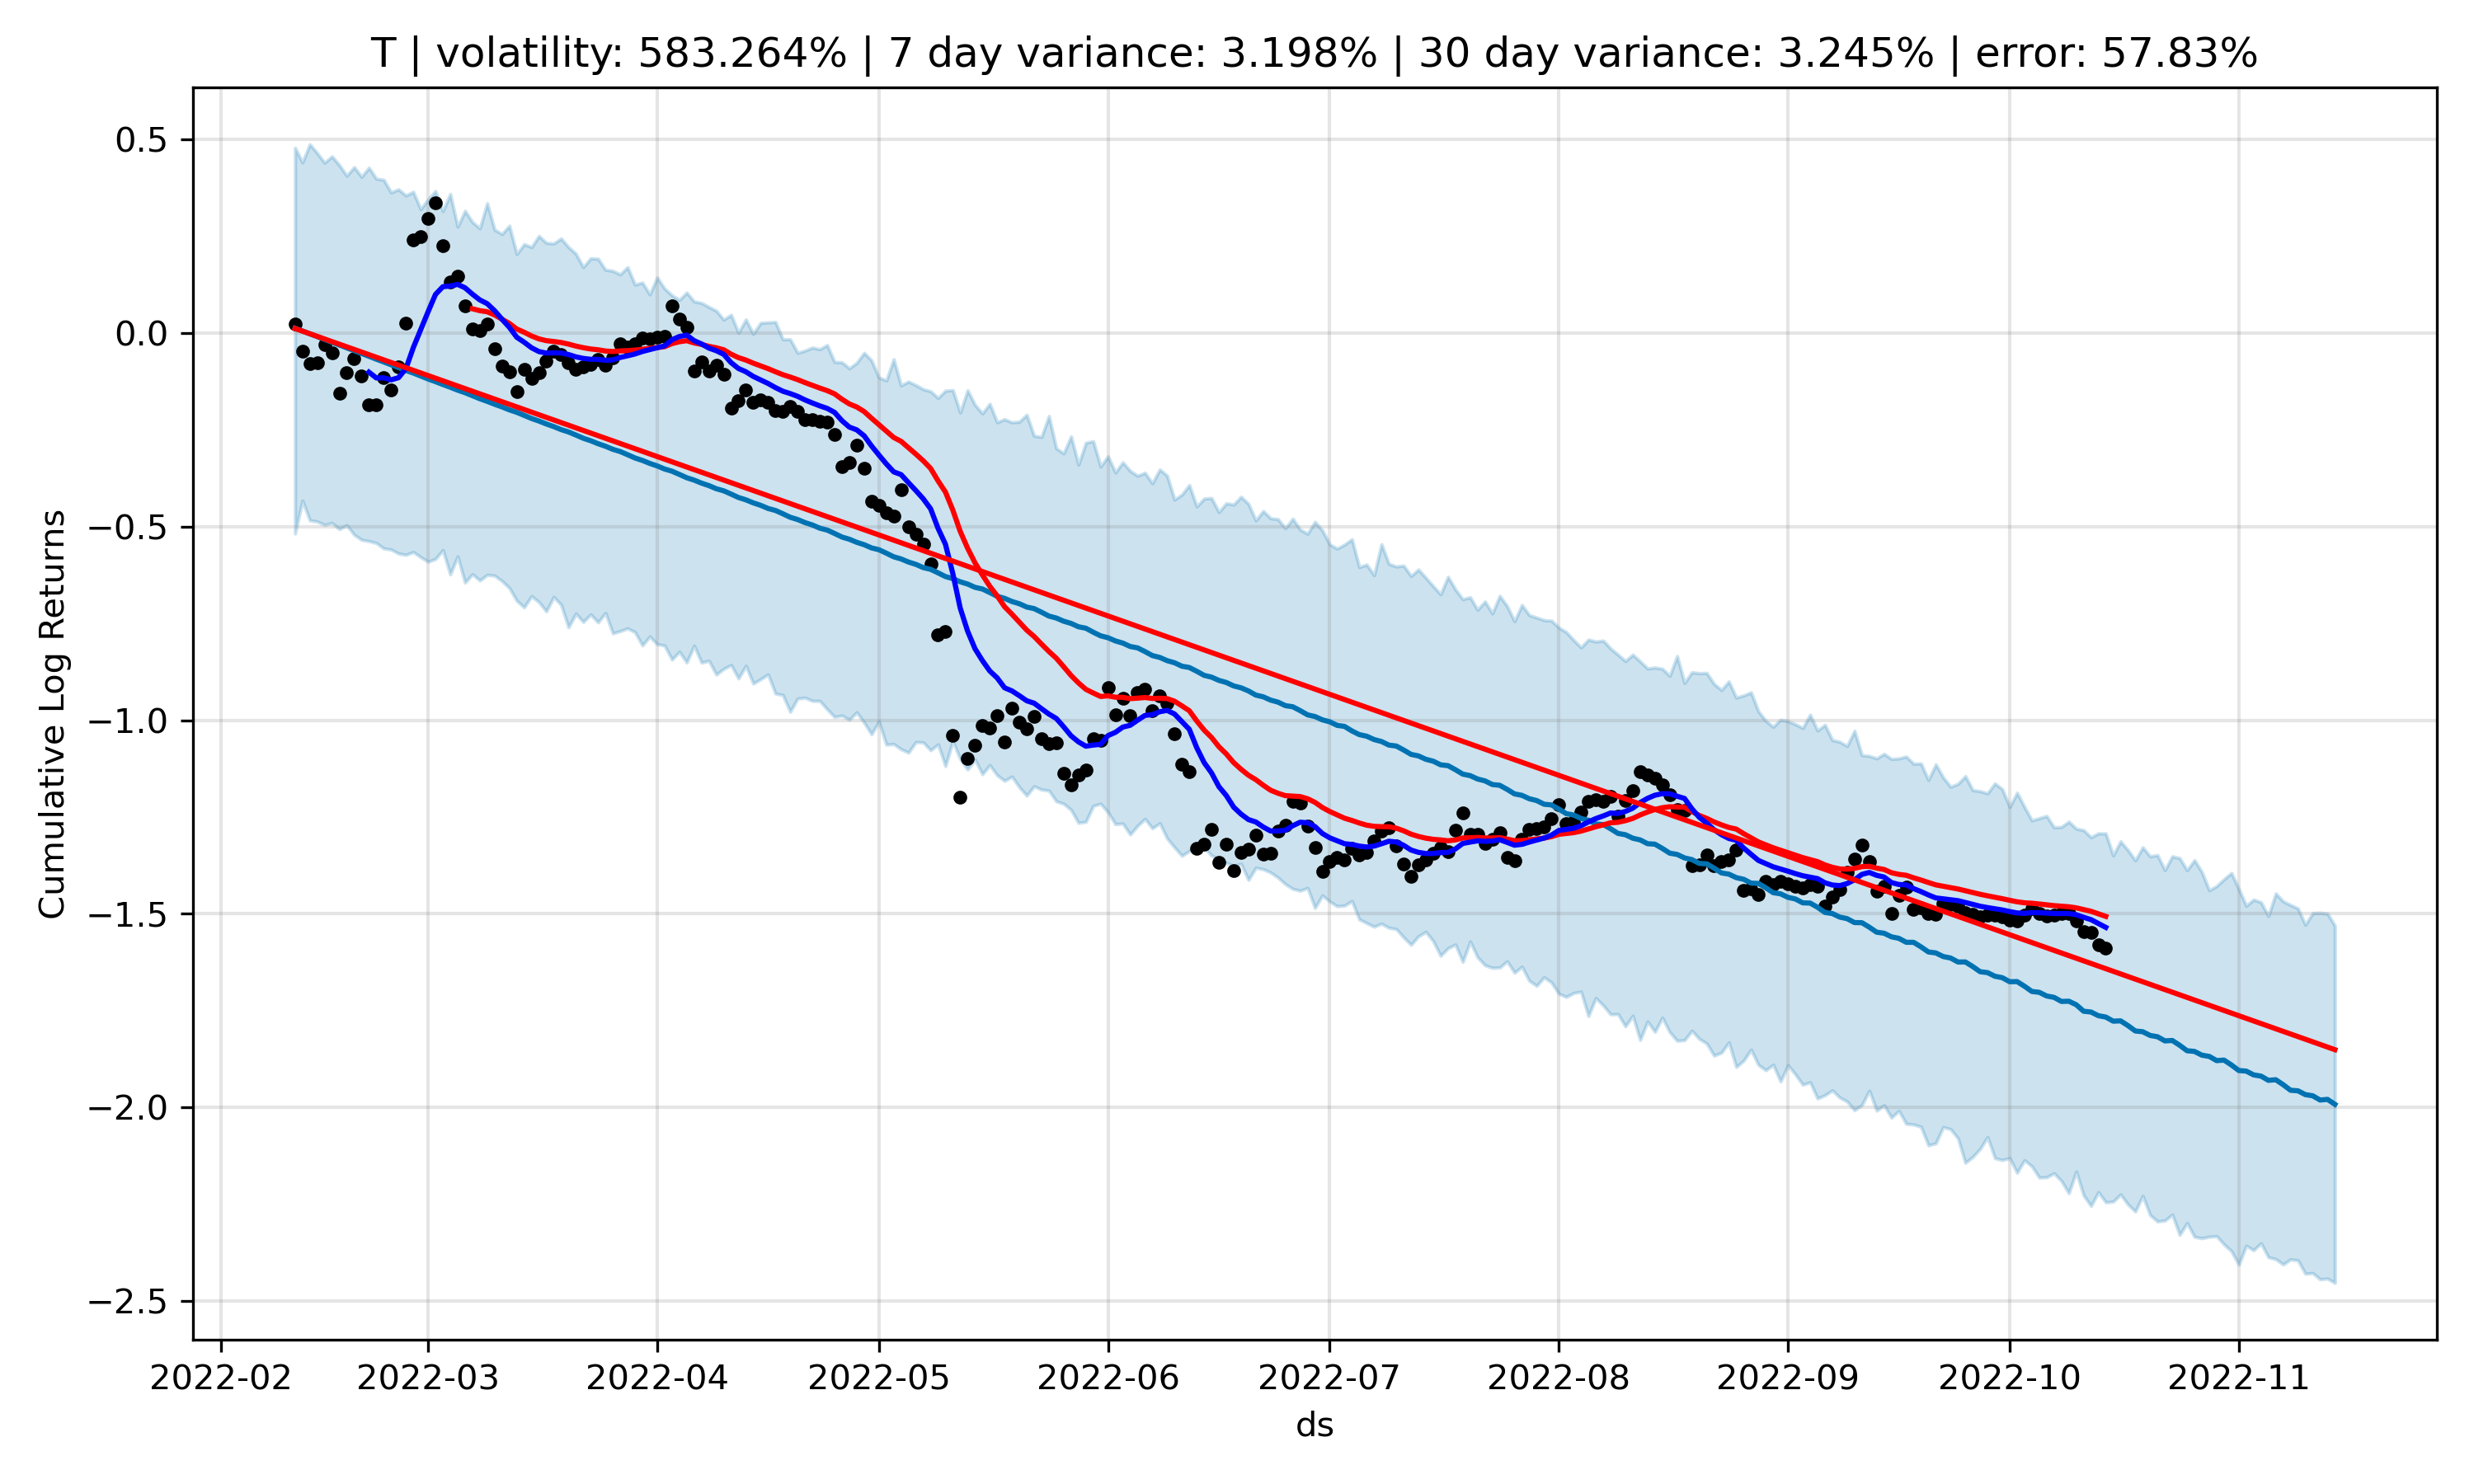 T | volatility: 583.264% | 7 day variance: 3.198% | 30 day variance: 3.245% | error: 57.83%
Cumulative Log Returns
0.5
0.0
−0.5
−1.0
−1.5
−2.0
−2.5
2022-02 2022-03 2022-04 2022-05 2022-06 2022-07 2022-08 2022-09 2022-10 2022-11
ds